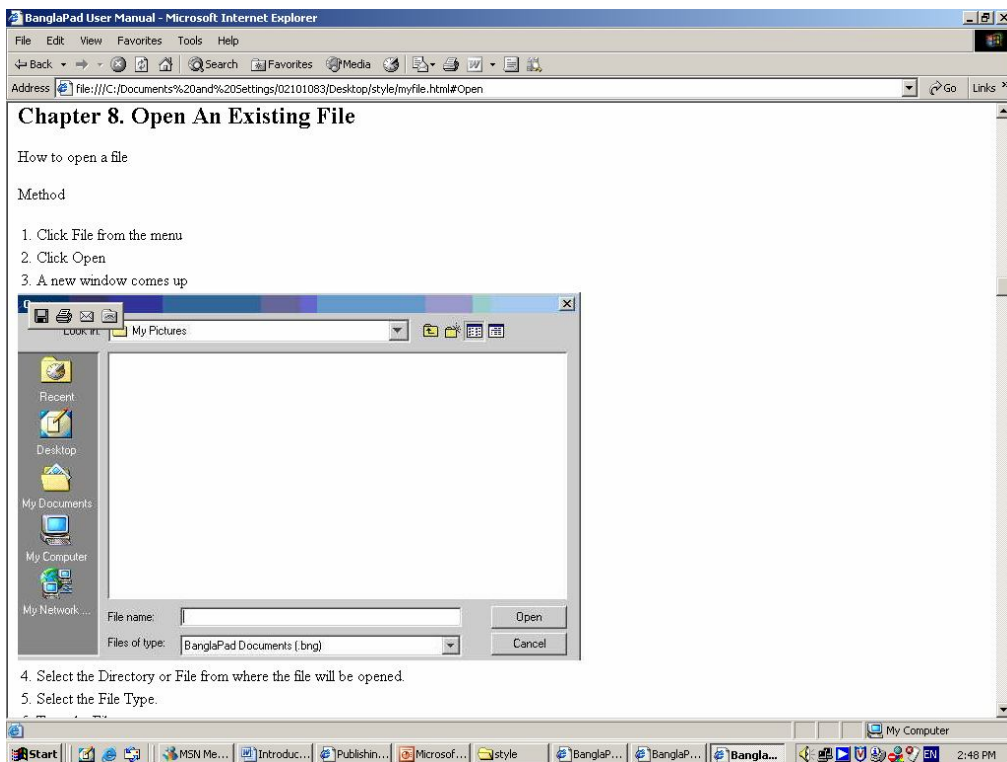 BanglaPad User Manual - Microsoft Internet Explorer
File Edit View Favorites Tools Help
Back Search Favorites Media
Address file:///C:/Documents%20and%20Settings/02101083/Desktop/style/myfile.html#Open Go Links
Chapter 8. Open An Existing File
How to open a file
Method
1. Click File from the menu
2. Click Open
3. A new window comes up
My Pictures
Recent
Desktop
My Documents
My Computer
My Network ...
File name: Open
Files of type: BanglaPad Documents (.bng) Cancel
4. Select the Directory or File from where the file will be opened.
5. Select the File Type.
My Computer
Start MSN Me... Introduc... Publishin... Microsof... style BanglaP... BanglaP... Bangla... EN 2:48 PM